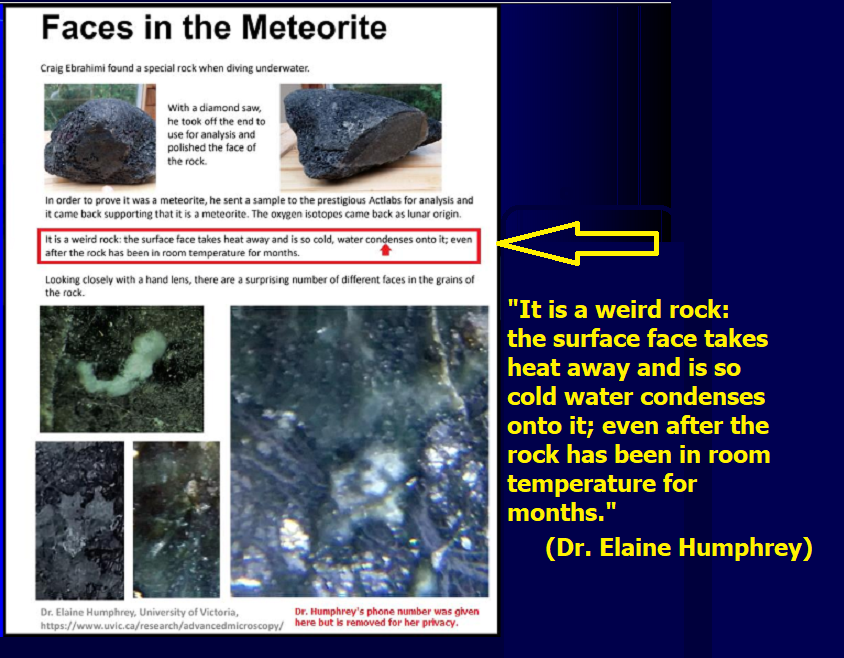 Faces in the Meteorite
Craig Ebrahimi found a special rock when diving underwater.
With a diamond saw,
he took off the end to
use for analysis and
polished the face of
the rock.
In order to prove it was a meteorite, he sent a sample to the prestigious Actlabs for analysis and
it came back supporting that it is a meteorite. The oxygen isotopes came back as lunar origin.
It is a weird rock: the surface face takes heat away and is so cold, water condenses onto it; even
after the rock has been in room temperature for months.
Looking closely with a hand lens, there are a surprising number of different faces in the grains of
the rock.
Dr. Elaine Humphrey, University of Victoria,
https://www.uvic.ca/research/advancedmicroscopy/
Dr. Humphrey's phone number was given
here but is removed for her privacy.
"It is a weird rock:
the surface face takes
heat away and is so
cold water condenses
onto it; even after the
rock has been in room
temperature for
months."
(Dr. Elaine Humphrey)